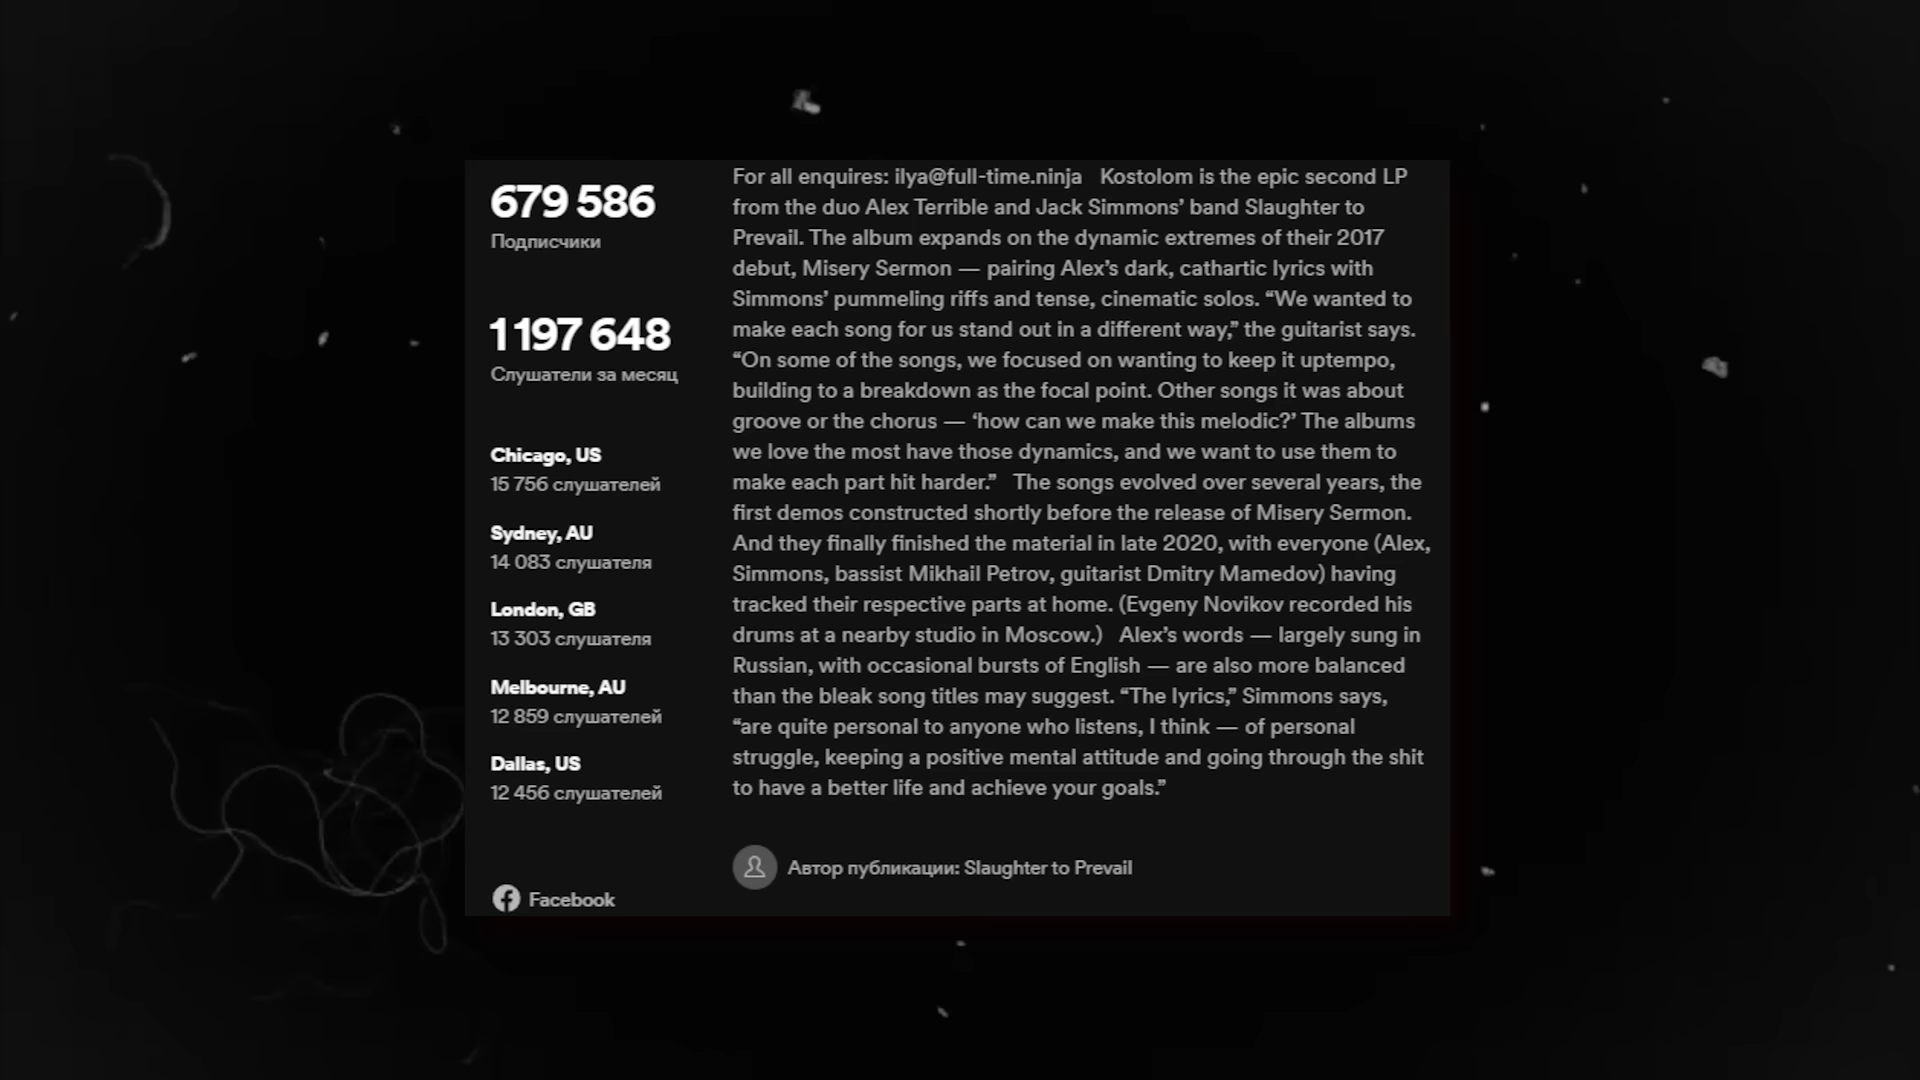 679 586
Подписчики
1 197 648
Слушатели за месяц
Chicago, US
15 756 слушателей
Sydney, AU
14 083 слушателя
London, GB
13 303 слушателя
Melbourne, AU
12 859 слушателей
Dallas, US
12 456 слушателей
Facebook
For all enquires: ilya@full-time.ninja Kostolom is the epic second LP
from the duo Alex Terrible and Jack Simmons’ band Slaughter to
Prevail. The album expands on the dynamic extremes of their 2017
debut, Misery Sermon — pairing Alex’s dark, cathartic lyrics with
Simmons’ pummeling riffs and tense, cinematic solos. “We wanted to
make each song for us stand out in a different way,” the guitarist says.
“On some of the songs, we focused on wanting to keep it uptempo,
building to a breakdown as the focal point. Other songs it was about
groove or the chorus — ‘how can we make this melodic?’ The albums
we love the most have those dynamics, and we want to use them to
make each part hit harder.” The songs evolved over several years, the
first demos constructed shortly before the release of Misery Sermon.
And they finally finished the material in late 2020, with everyone (Alex,
Simmons, bassist Mikhail Petrov, guitarist Dmitry Mamedov) having
tracked their respective parts at home. (Evgeny Novikov recorded his
drums at a nearby studio in Moscow.) Alex’s words — largely sung in
Russian, with occasional bursts of English — are also more balanced
than the bleak song titles may suggest. “The lyrics,” Simmons says,
“are quite personal to anyone who listens, I think — of personal
struggle, keeping a positive mental attitude and going through the shit
to have a better life and achieve your goals.”
Автор публикации: Slaughter to Prevail